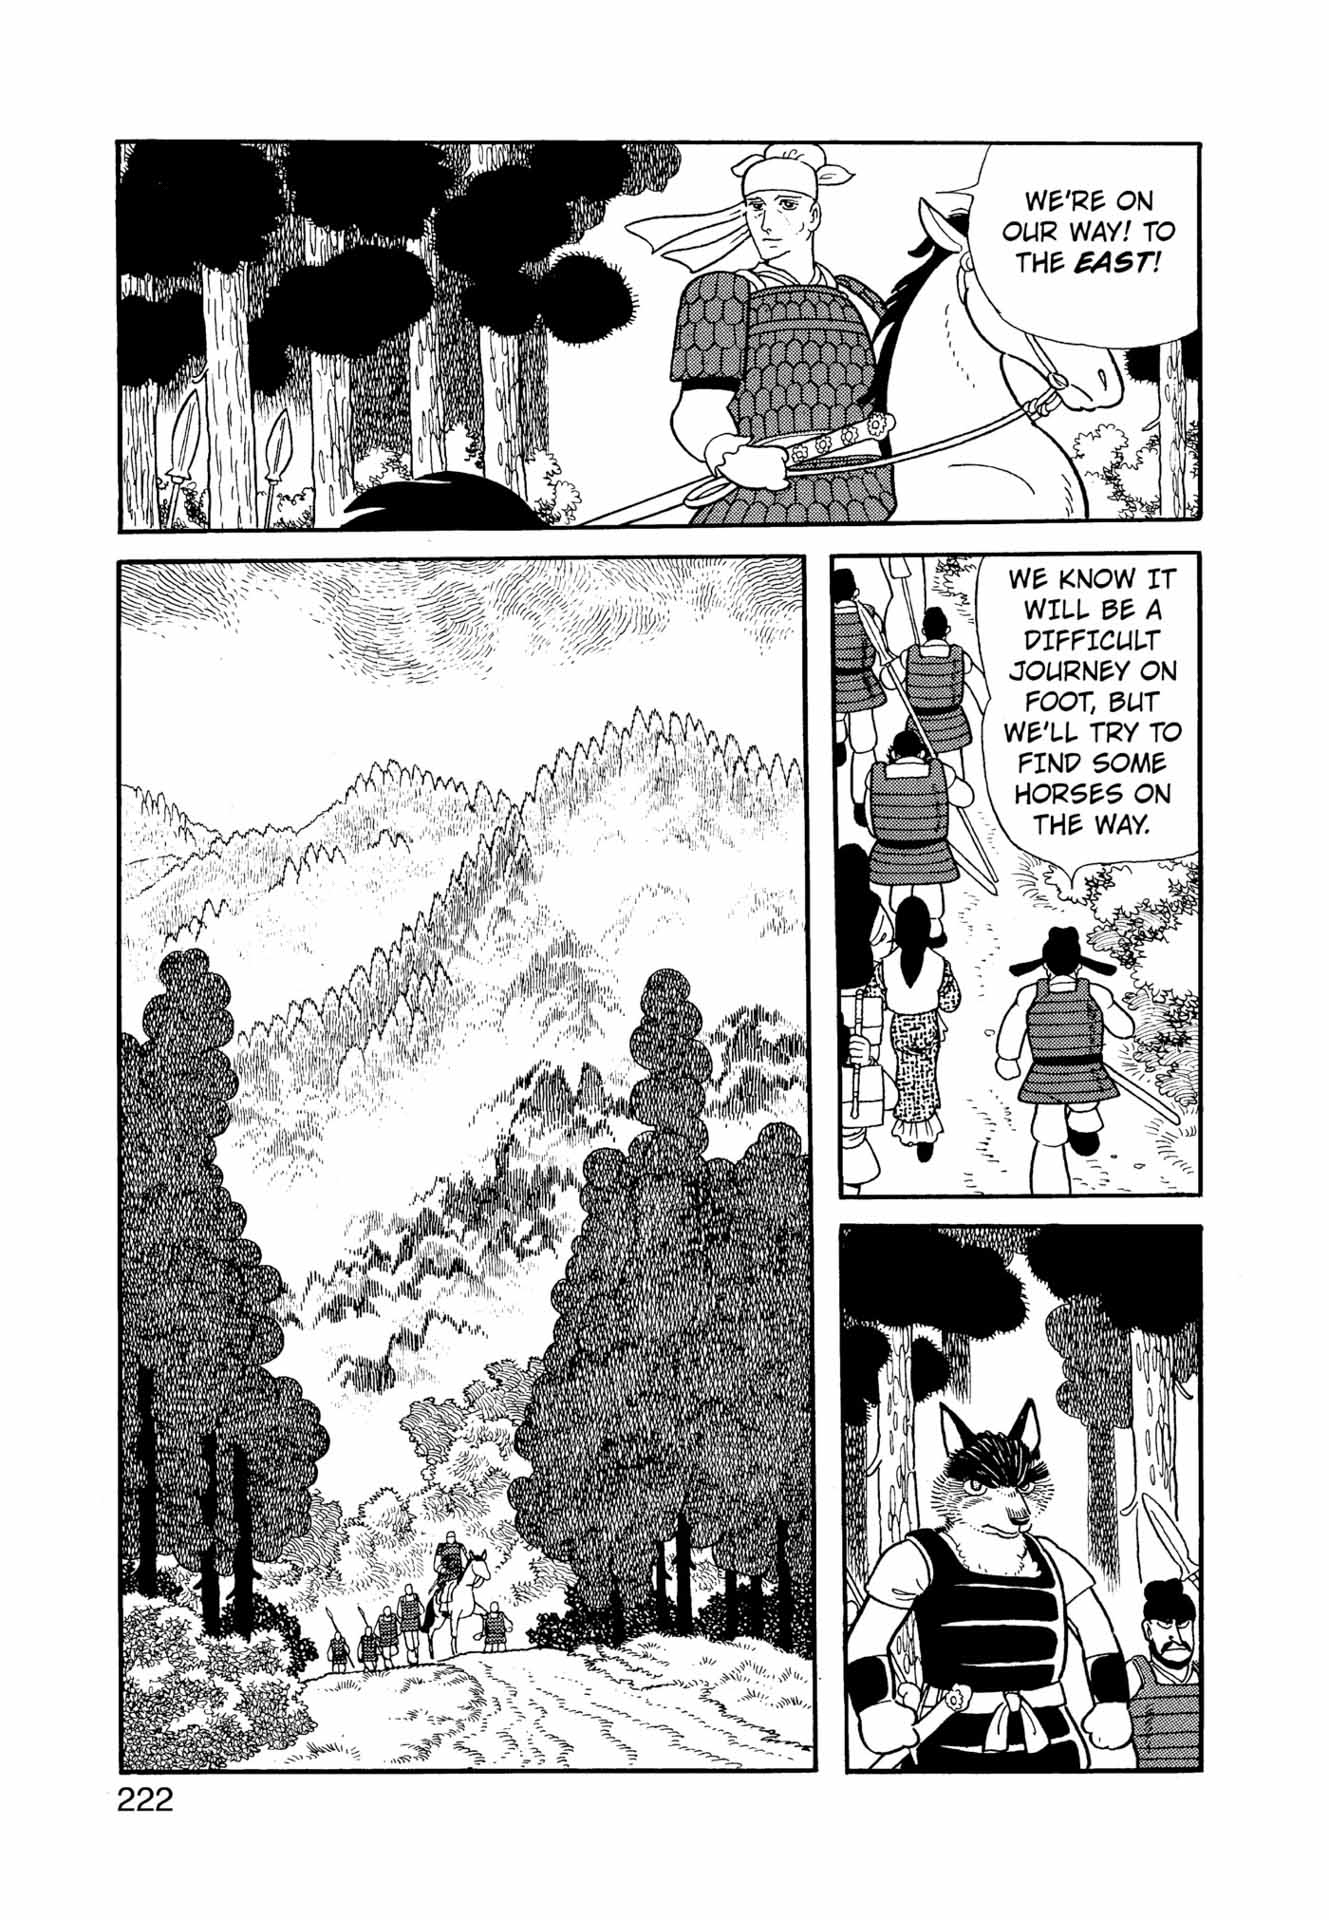 WE'RE ON
OUR WAY! TO
THE EAST!
WE KNOW IT
WILL BE A
DIFFICULT
JOURNEY ON
FOOT, BUT
WE'LL TRY TO
FIND SOME
HORSES ON
THE WAY.
222